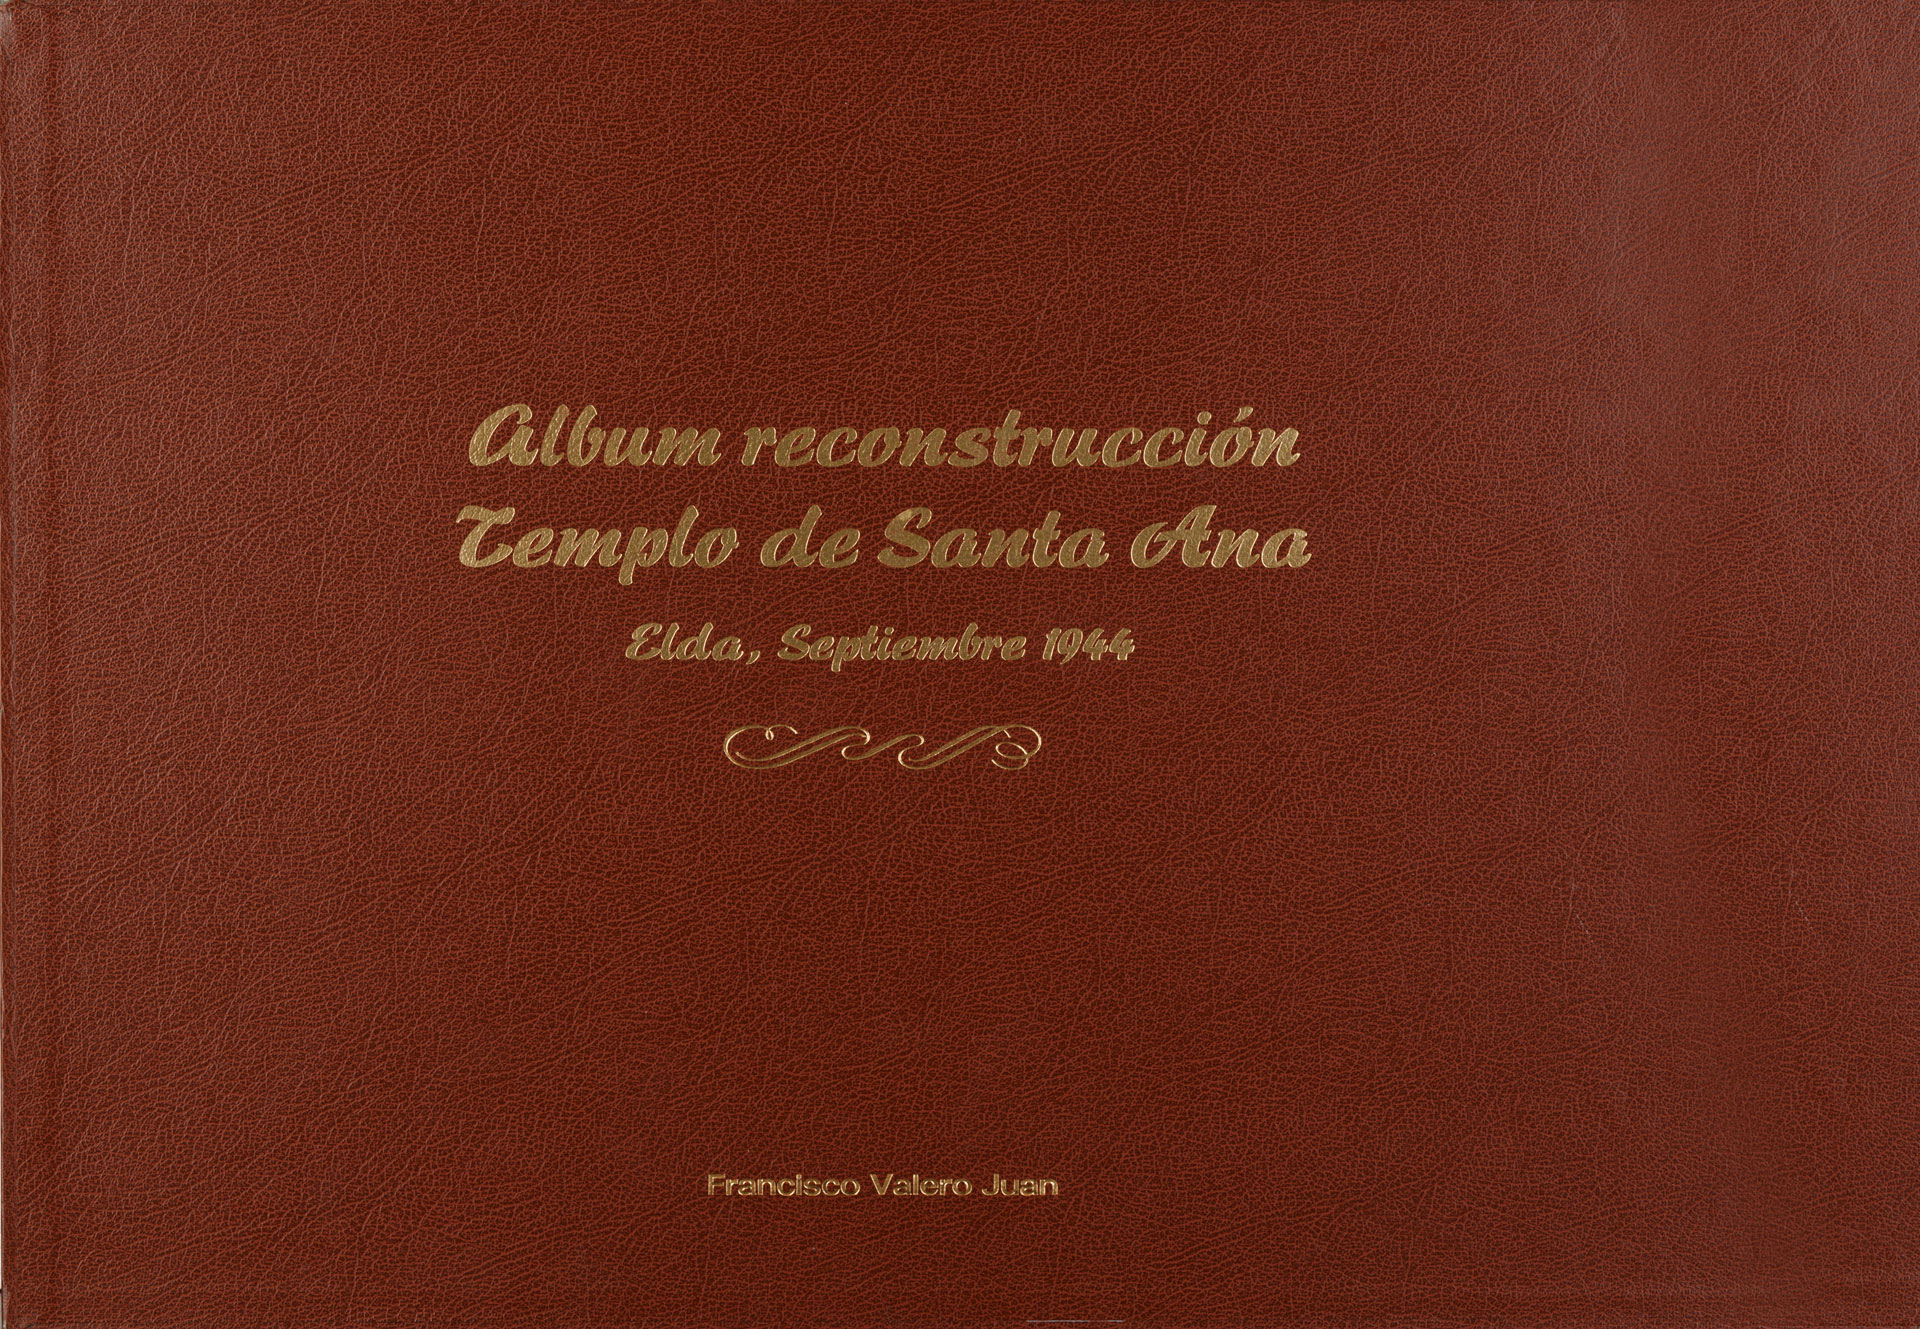 Album reconstrucción
Templo de Santa Ana
Elda, Septiembre 1944
Francisco Valero Juan